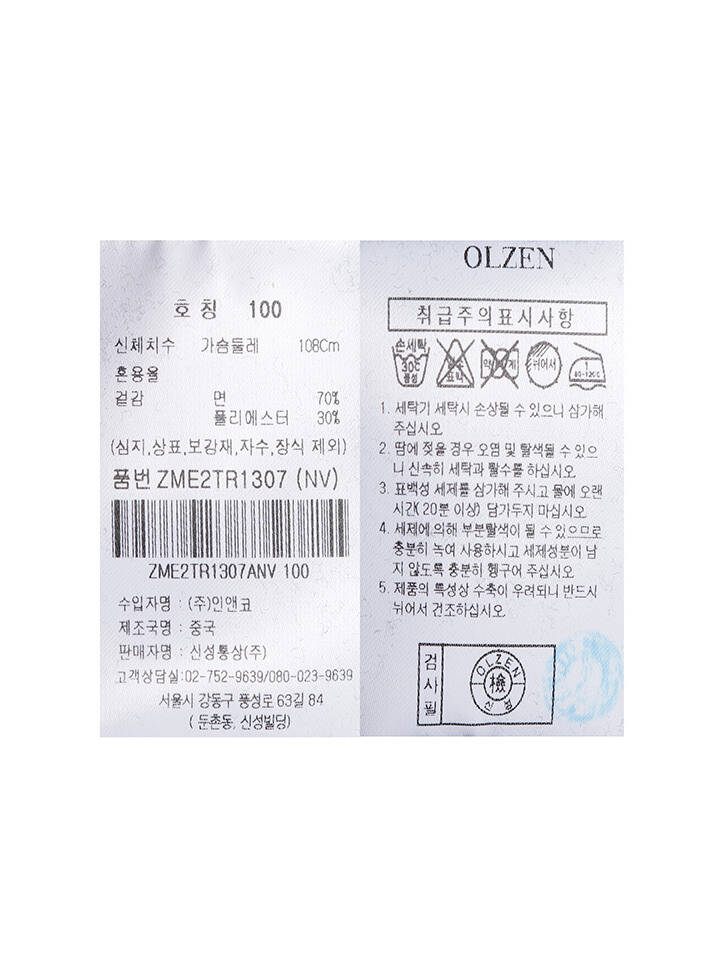 호 칭 100
신체치수 가슴둘레 108Cm
혼용율
겉감 면 70%
폴리에스터 30%
(심지,상표,보강재,자수,장식 제외)
품번 ZME2TR1307 (NV)
ZME2TR1307ANV 100
수입자명 : (주)인앤코
제조국명 : 중국
판매자명 : 신성통상(주)
고객상담실:02-752-9639/080-023-9639
서울시 강동구 풍성로 63길 84
( 둔촌동, 신성빌딩)
OLZEN
취급주의표시사항
손세탁
30℃
중성
염소
표백
뉘어서
1
80-120℃
1. 세탁기 세탁시 손상될 수 있으니 삼가해
주십시오
2. 땀에 젖을 경우 오염 및 탈색될 수 있으
니 신속히 세탁과 탈수를 하십시오.
3. 표백성 세제를 삼가해 주시고 물에 오랜
시간(20분 이상) 담가두지 마십시오.
4. 세제에 의해 부분탈색이 될 수 있으므로
충분히 녹여 사용하시고 세제성분이 남
지 않도록 충분히 헹구어 주십시오.
5. 제품의 특성상 수축이 우려되니 반드시
뉘어서 건조하십시오.
검사필
OLZEN
檢
신성